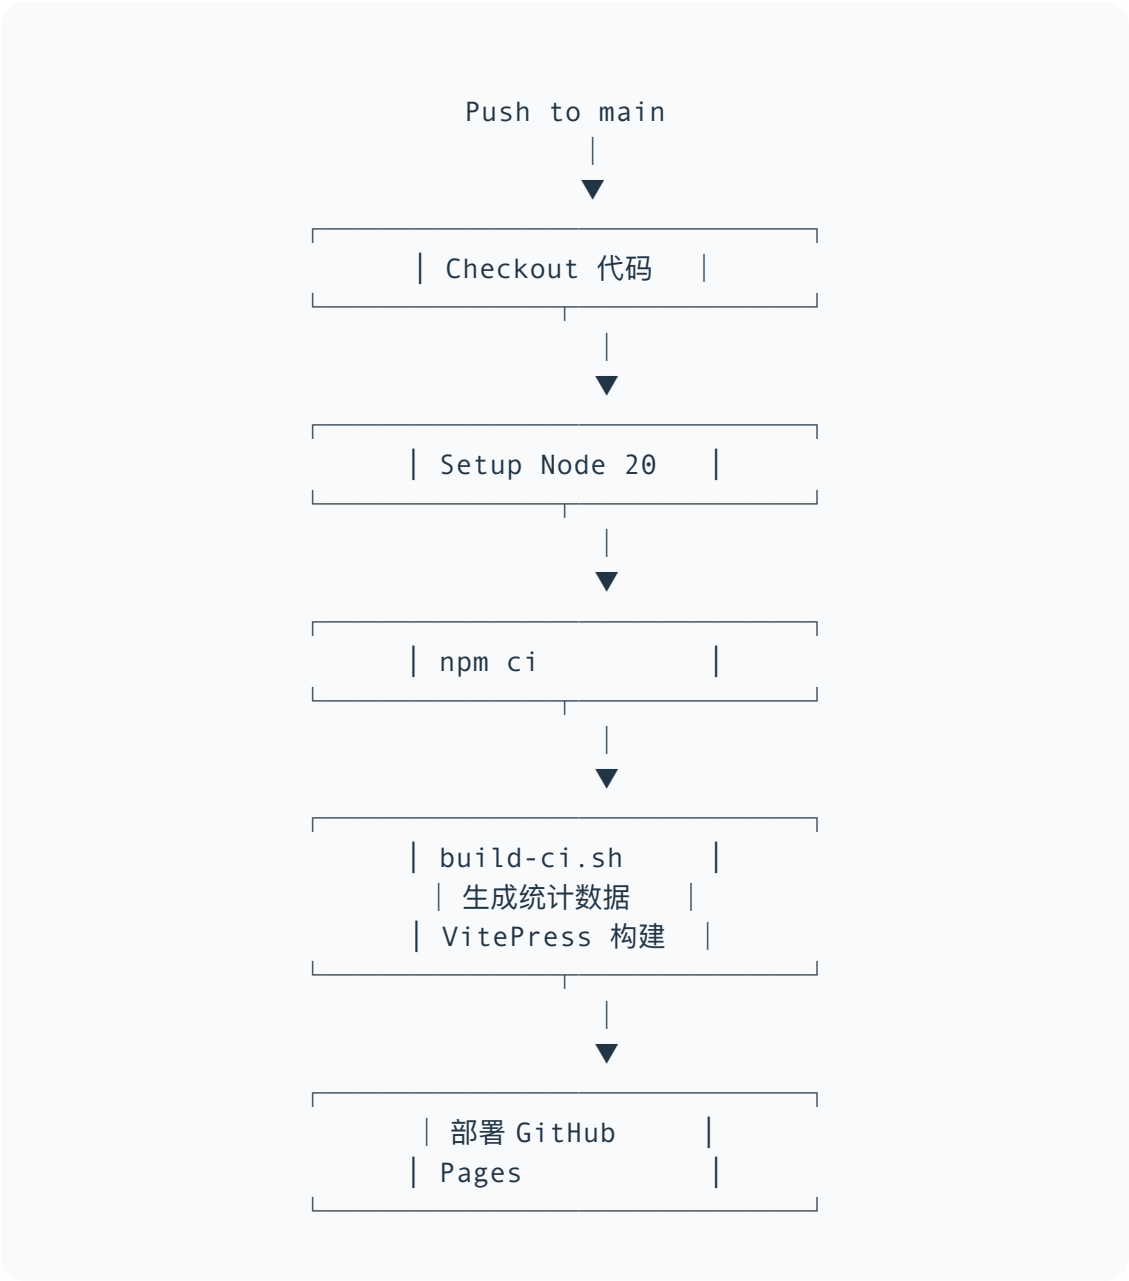 Push to main
Checkout 代码
Setup Node 20
npm ci
build-ci.sh
生成统计数据
VitePress 构建
部署 GitHub
Pages